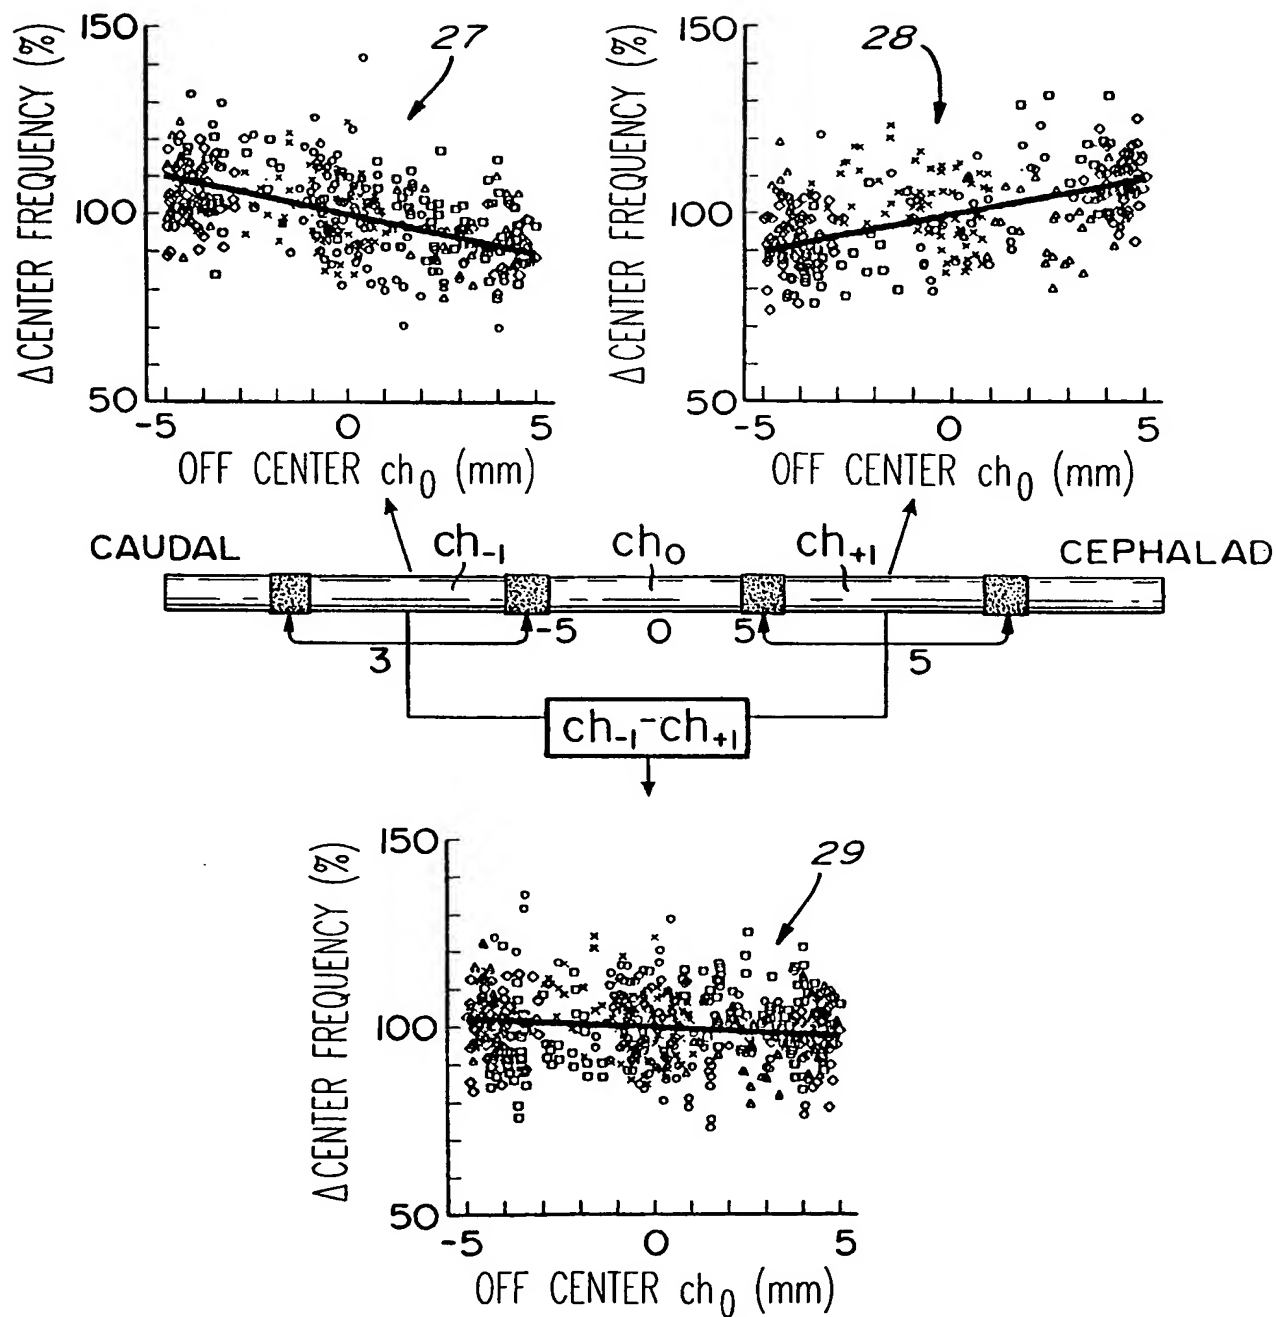 150
100
50
ΔCENTER FREQUENCY (%)
27
-5 0 5
OFF CENTER ch0 (mm)
150
100
50
ΔCENTER FREQUENCY (%)
28
-5 0 5
OFF CENTER ch0 (mm)
CAUDAL
ch-1
ch0
ch+1
CEPHALAD
-5 0 5
3
5
ch-1-ch+1
150
100
50
ΔCENTER FREQUENCY (%)
29
-5 0 5
OFF CENTER ch0 (mm)